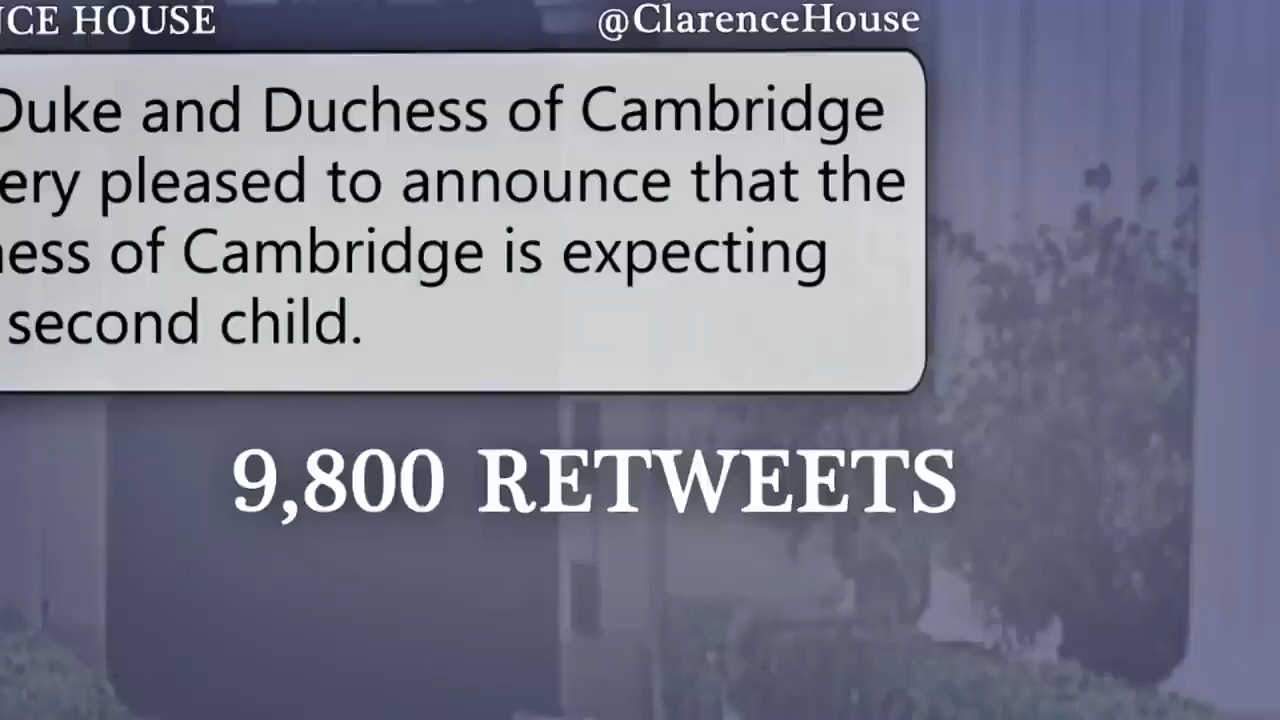 NCE HOUSE @ClarenceHouse
Duke and Duchess of Cambridge
ery pleased to announce that the
ess of Cambridge is expecting
second child.
9,800 RETWEETS